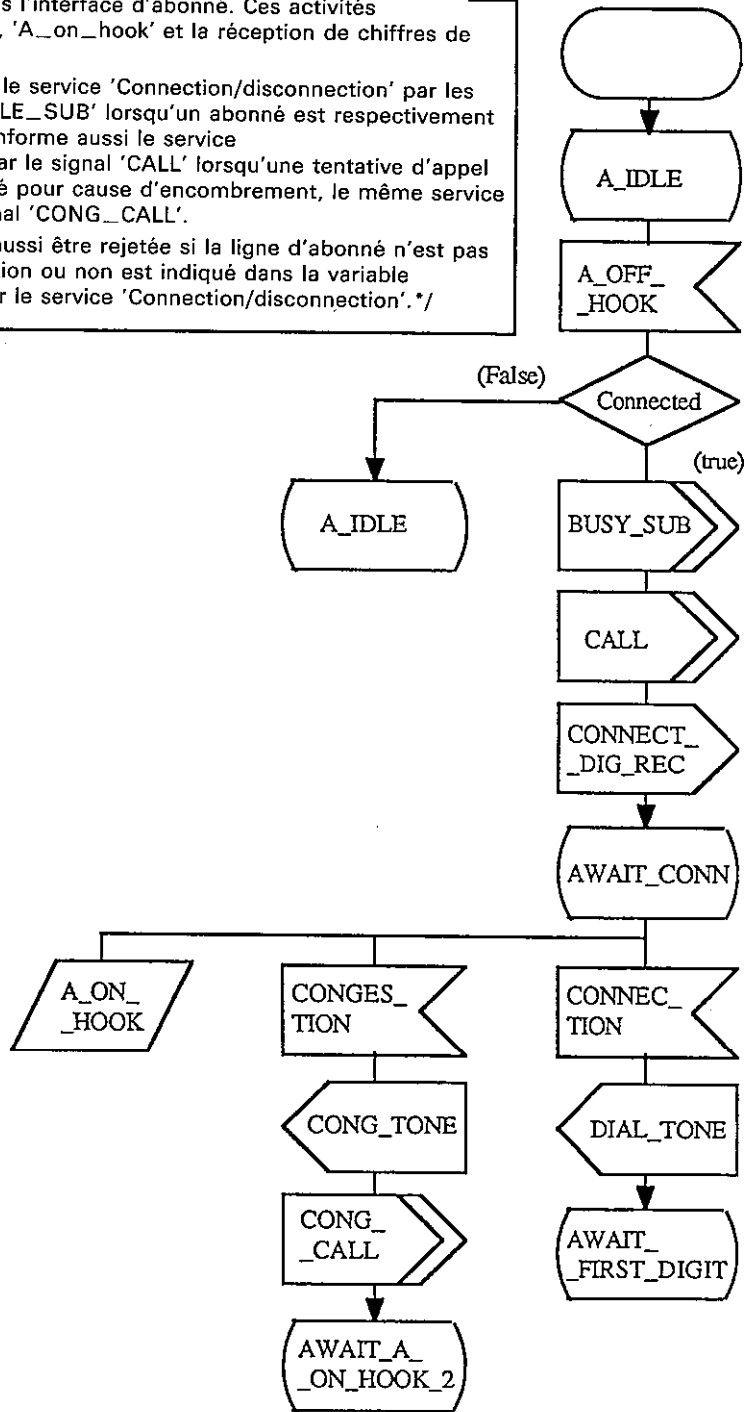 s l'interface d'abonné. Ces activités
, 'A_on_hook' et la réception de chiffres de
le service 'Connection/disconnection' par les
LE_SUB' lorsqu'un abonné est respectivement
nforme aussi le service
ar le signal 'CALL' lorsqu'une tentative d'appel
é pour cause d'encombrement, le même service
nal 'CONG_CALL'.
aussi être rejetée si la ligne d'abonné n'est pas
tion ou non est indiqué dans la variable
r le service 'Connection/disconnection'.*/
A_IDLE
A_OFF_
_HOOK
(False)
Connected
(true)
A_IDLE
BUSY_SUB
CALL
CONNECT_
_DIG_REC
AWAIT_CONN
A_ON_
_HOOK
CONGES_
TION
CONNEC_
TION
CONG_TONE
DIAL_TONE
CONG_
_CALL
AWAIT_
_FIRST_DIGIT
AWAIT_A_
_ON_HOOK_2